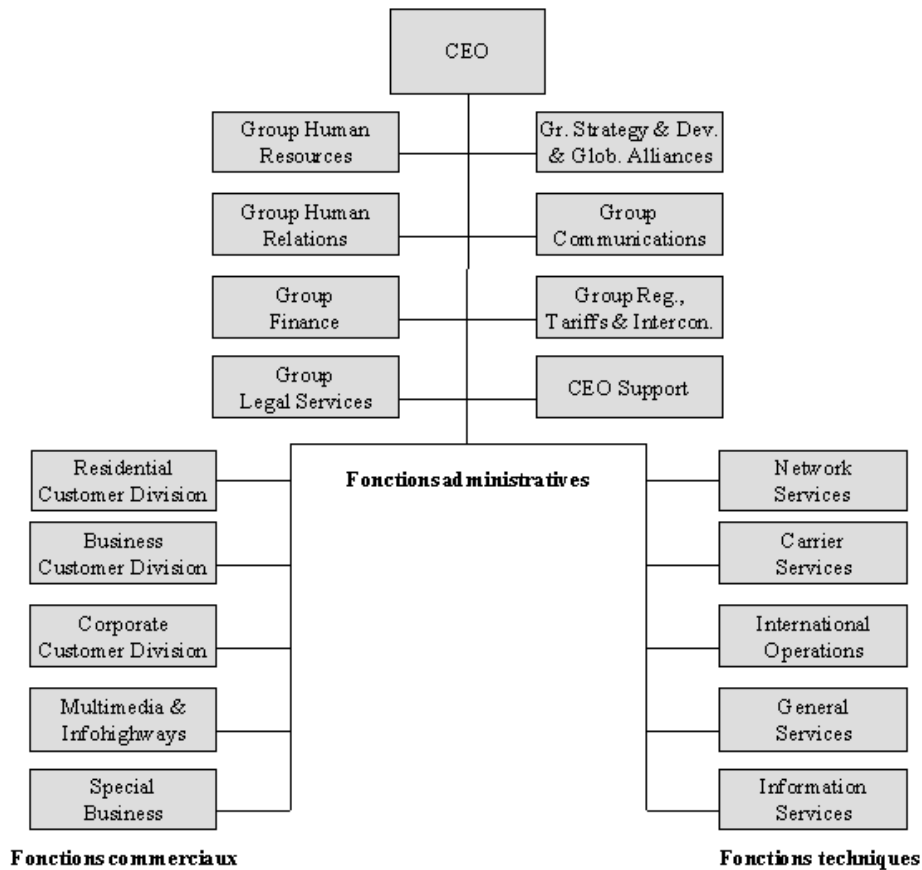 CEO
Group Human
Resources
Gr. Strategy & Dev.
& Glob. Alliances
Group Human
Relations
Group
Communications
Group
Finance
Group Reg.,
Tariffs & Intercon.
Group
Legal Services
CEO Support
Fonctions administratives
Residential
Customer Division
Business
Customer Division
Corporate
Customer Division
Multimedia &
Infohighways
Special
Business
Fonctions commerciaux
Network
Services
Carrier
Services
International
Operations
General
Services
Information
Services
Fonctions techniques